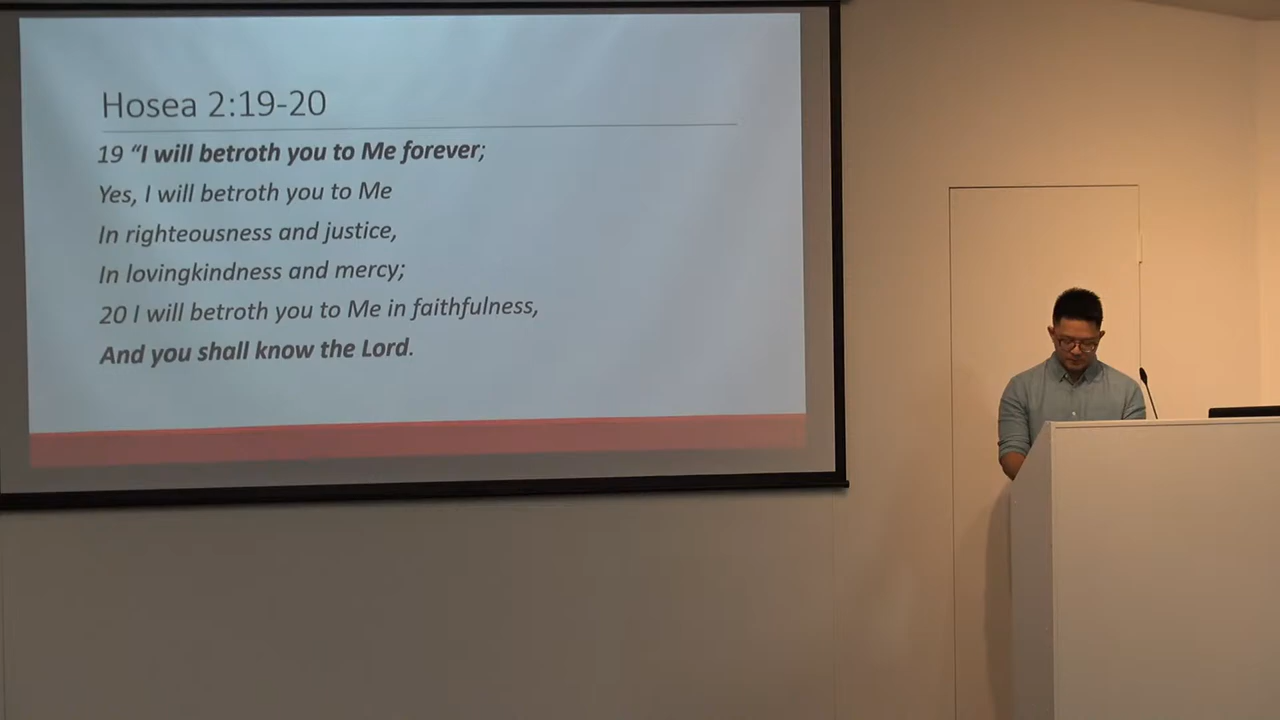 Hosea 2:19-20
19 “I will betroth you to Me forever;
Yes, I will betroth you to Me
In righteousness and justice,
In lovingkindness and mercy;
20 I will betroth you to Me in faithfulness,
And you shall know the Lord.